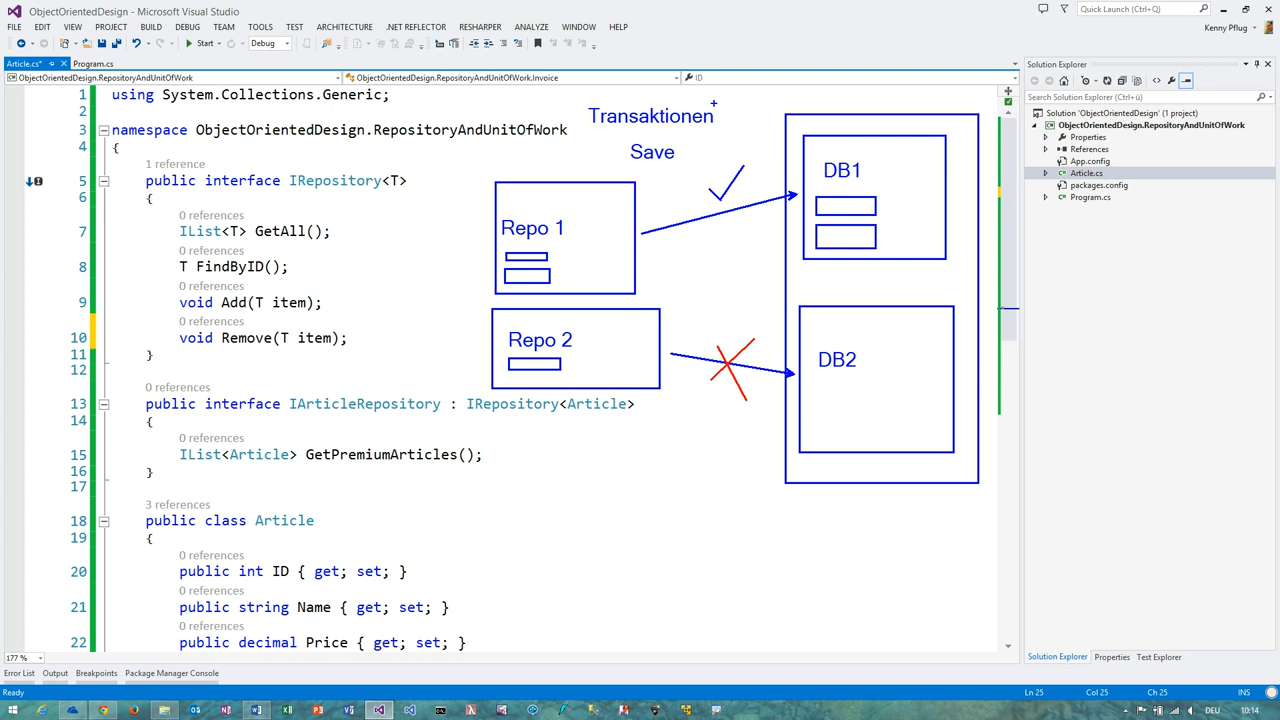 ObjectOrientedDesign - Microsoft Visual Studio
Quick Launch (Ctrl+Q)
FILE EDIT VIEW PROJECT BUILD DEBUG TEAM TOOLS TEST ARCHITECTURE .NET REFLECTOR RESHARPER ANALYZE WINDOW HELP
Kenny Pflug
Start Debug
Article.cs* Program.cs
ObjectOrientedDesign.RepositoryAndUnitOfWork ObjectOrientedDesign.RepositoryAndUnitOfWork.Invoice ID
1 using System.Collections.Generic;
2
3 namespace ObjectOrientedDesign.RepositoryAndUnitOfWork
4 {
1 reference
5 public interface IRepository<T>
6 {
0 references
7 IList<T> GetAll();
0 references
8 T FindByID();
0 references
9 void Add(T item);
0 references
10 void Remove(T item);
11 }
12
0 references
13 public interface IArticleRepository : IRepository<Article>
14 {
0 references
15 IList<Article> GetPremiumArticles();
16 }
17
3 references
18 public class Article
19 {
0 references
20 public int ID { get; set; }
0 references
21 public string Name { get; set; }
0 references
22 public decimal Price { get; set; }
Transaktionen
Save
Repo 1
DB1
Repo 2
DB2
Solution Explorer
Search Solution Explorer (Ctrl+ü)
Solution 'ObjectOrientedDesign' (1 project)
ObjectOrientedDesign.RepositoryAndUnitOfWork
Properties
References
App.config
Article.cs
packages.config
Program.cs
177 %
Solution Explorer Properties Test Explorer
Error List Output Breakpoints Package Manager Console
Ready Ln 25 Col 25 Ch 25 INS
DEU 10:14